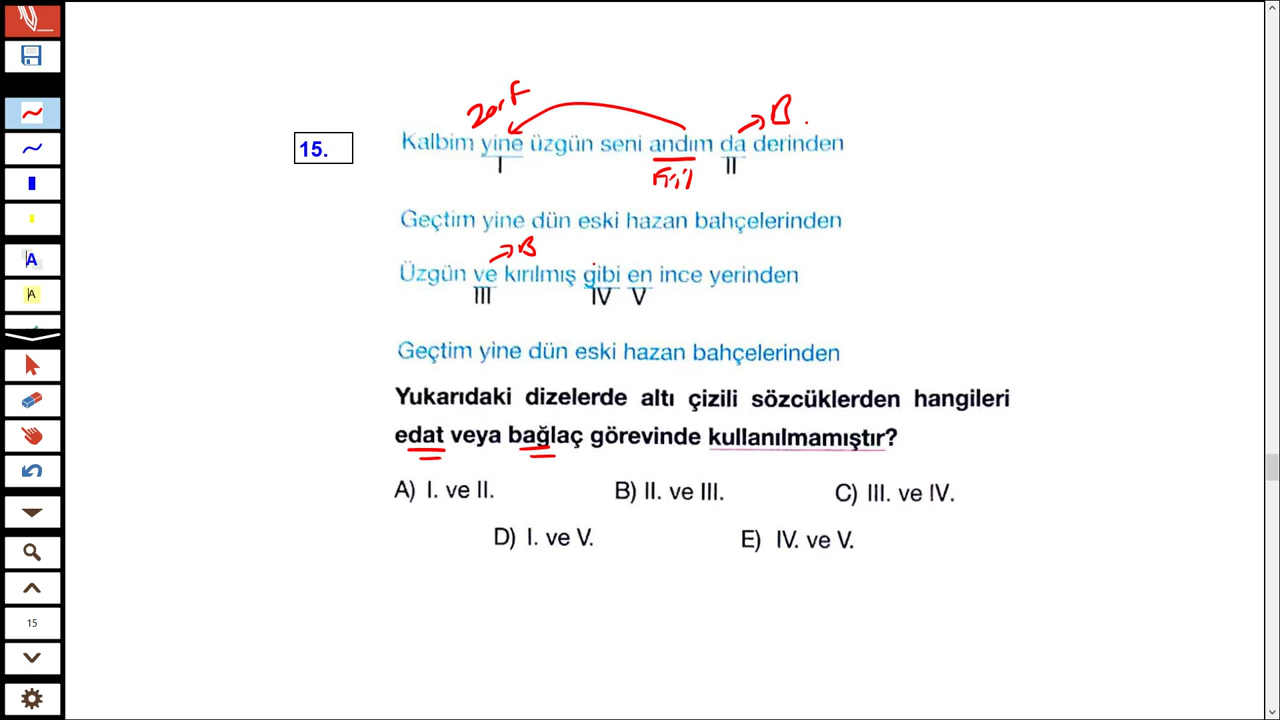 zarf
B.
15.
Kalbim yine üzgün seni andım da derinden
I
Fiil
II
Geçtim yine dün eski hazan bahçelerinden
B
Üzgün ve kırılmış gibi en ince yerinden
III
IV
V
Geçtim yine dün eski hazan bahçelerinden
Yukarıdaki dizelerde altı çizili sözcüklerden hangileri
edat veya bağlaç görevinde kullanılmamıştır?
A) I. ve II.
B) II. ve III.
C) III. ve IV.
D) I. ve V.
E) IV. ve V.
A
A
15